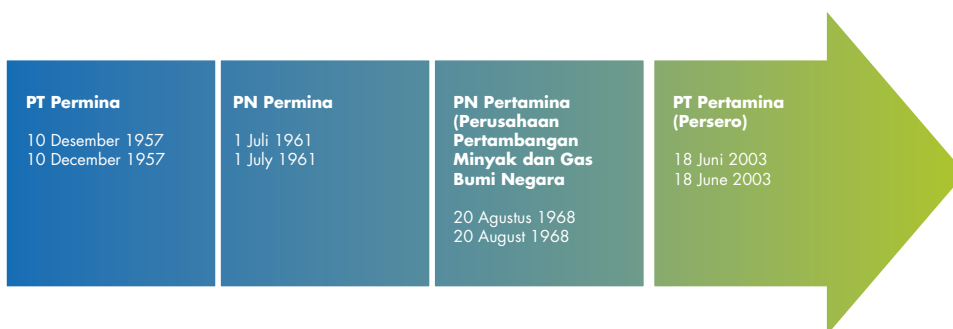 PT Permina
10 Desember 1957
10 December 1957
PN Permina
1 Juli 1961
1 July 1961
PN Pertamina
(Perusahaan
Pertambangan
Minyak dan Gas
Bumi Negara
20 Agustus 1968
20 August 1968
PT Pertamina
(Persero)
18 Juni 2003
18 June 2003